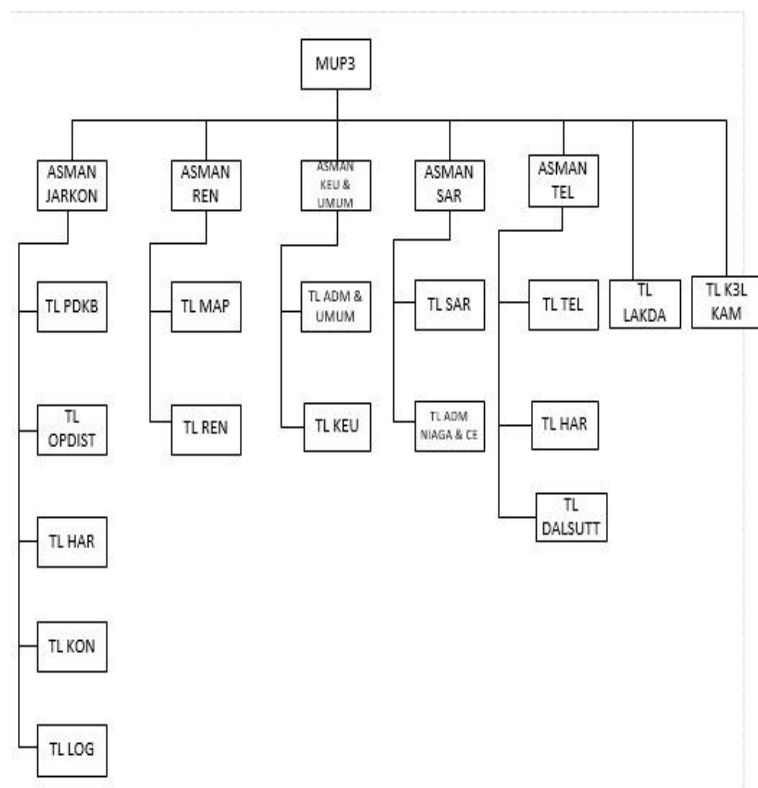 MUP3
ASMAN
JARKON
ASMAN
REN
ASMAN
KEU &
UMUM
ASMAN
SAR
ASMAN
TEL
TL PDKB
TL MAP
TL ADM &
UMUM
TL SAR
TL TEL
TL
LAKDA
TL K3L
KAM
TL
OPDIST
TL REN
TL KEU
TL ADM
NIAGA & CE
TL HAR
TL HAR
TL
DALSUTT
TL KON
TL LOG